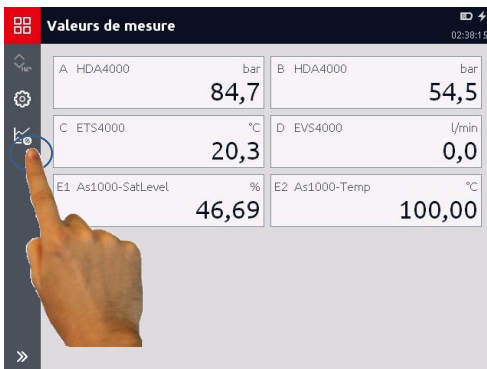 Valeurs de mesure
02:38:15
A HDA4000 bar
84,7
B HDA4000 bar
54,5
C ETS4000 °C
20,3
D EVS4000 l/min
0,0
E1 As1000-SatLevel %
46,69
E2 As1000-Temp °C
100,00